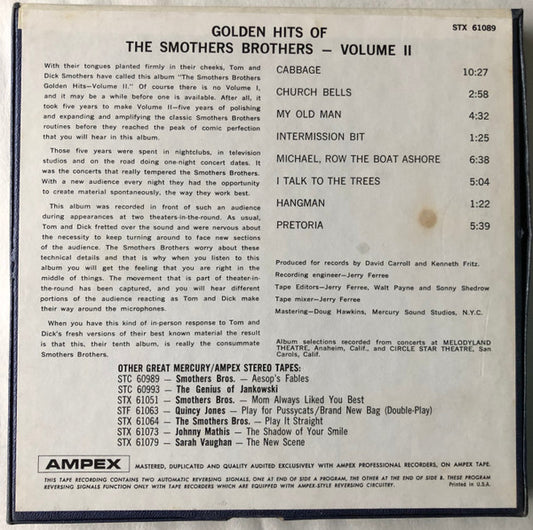 GOLDEN HITS OF
THE SMOTHERS BROTHERS – VOLUME II
STX 61089
With their tongues planted firmly in their cheeks, Tom and
Dick Smothers have called this album "The Smothers Brothers
Golden Hits—Volume II." Of course there is no Volume I,
and it may be a while before one is available. After all, it
took five years to make Volume II—five years of polishing
and expanding and amplifying the classic Smothers Brothers
routines before they reached the peak of comic perfection
that you will hear in this album.
Those five years were spent in nightclubs, in television
studios and on the road doing one-night concert dates. It
was the concerts that really tempered the Smothers Brothers.
With a new audience every night they had the opportunity
to create material spontaneously, the way they work best.
This album was recorded in front of such an audience
during appearances at two theaters-in-the-round. As usual,
Tom and Dick fretted over the sound and were nervous about
the necessity to keep turning around to face new sections
of the audience. The Smothers Brothers worry about these
technical details and that is why when you listen to this
album you will get the feeling that you are right in the
middle of things. The movement that is part of theater-in-
the-round has been captured, and you will hear different
portions of the audience reacting as Tom and Dick make
their way around the microphones.
When you have this kind of in-person response to Tom and
Dick's fresh versions of their best known material the result
is that this, their tenth album, is really the consummate
Smothers Brothers.
CABBAGE 10:27
CHURCH BELLS 2:58
MY OLD MAN 4:32
INTERMISSION BIT 1:25
MICHAEL, ROW THE BOAT ASHORE 6:38
I TALK TO THE TREES 5:04
HANGMAN 1:22
PRETORIA 5:39
Produced for records by David Carroll and Kenneth Fritz.
Recording engineer—Jerry Ferree
Tape Editors—Jerry Ferree, Walt Payne and Sonny Shedrow
Tape mixer—Jerry Ferree
Mastering—Doug Hawkins, Mercury Sound Studios, N.Y.C.
Album selections recorded from concerts at MELODYLAND
THEATRE, Anaheim, Calif., and CIRCLE STAR THEATRE, San
Carols, Calif.
OTHER GREAT MERCURY/AMPEX STEREO TAPES:
STC 60989 — Smothers Bros. — Aesop's Fables
STC 60993 — The Genius of Jankowski
STX 61051 — Smothers Bros. — Mom Always Liked You Best
STF 61063 — Quincy Jones — Play for Pussycats/Brand New Bag (Double-Play)
STX 61064 — The Smothers Bros. — Play It Straight
STX 61073 — Johnny Mathis — The Shadow of Your Smile
STX 61079 — Sarah Vaughan — The New Scene
AMPEX MASTERED, DUPLICATED AND QUALITY AUDITED EXCLUSIVELY WITH AMPEX PROFESSIONAL RECORDERS, ON AMPEX TAPE.
THIS TAPE RECORDING CONTAINS TWO AUTOMATIC REVERSING SIGNALS, ONE AT END OF SIDE A PROGRAM, THE OTHER AT THE END OF SIDE B. THESE PROGRAM
REVERSING SIGNALS FUNCTION ONLY WITH TAPE RECORDERS WHICH ARE EQUIPPED WITH AMPEX-STYLE REVERSING CIRCUITRY. Printed in U.S.A.